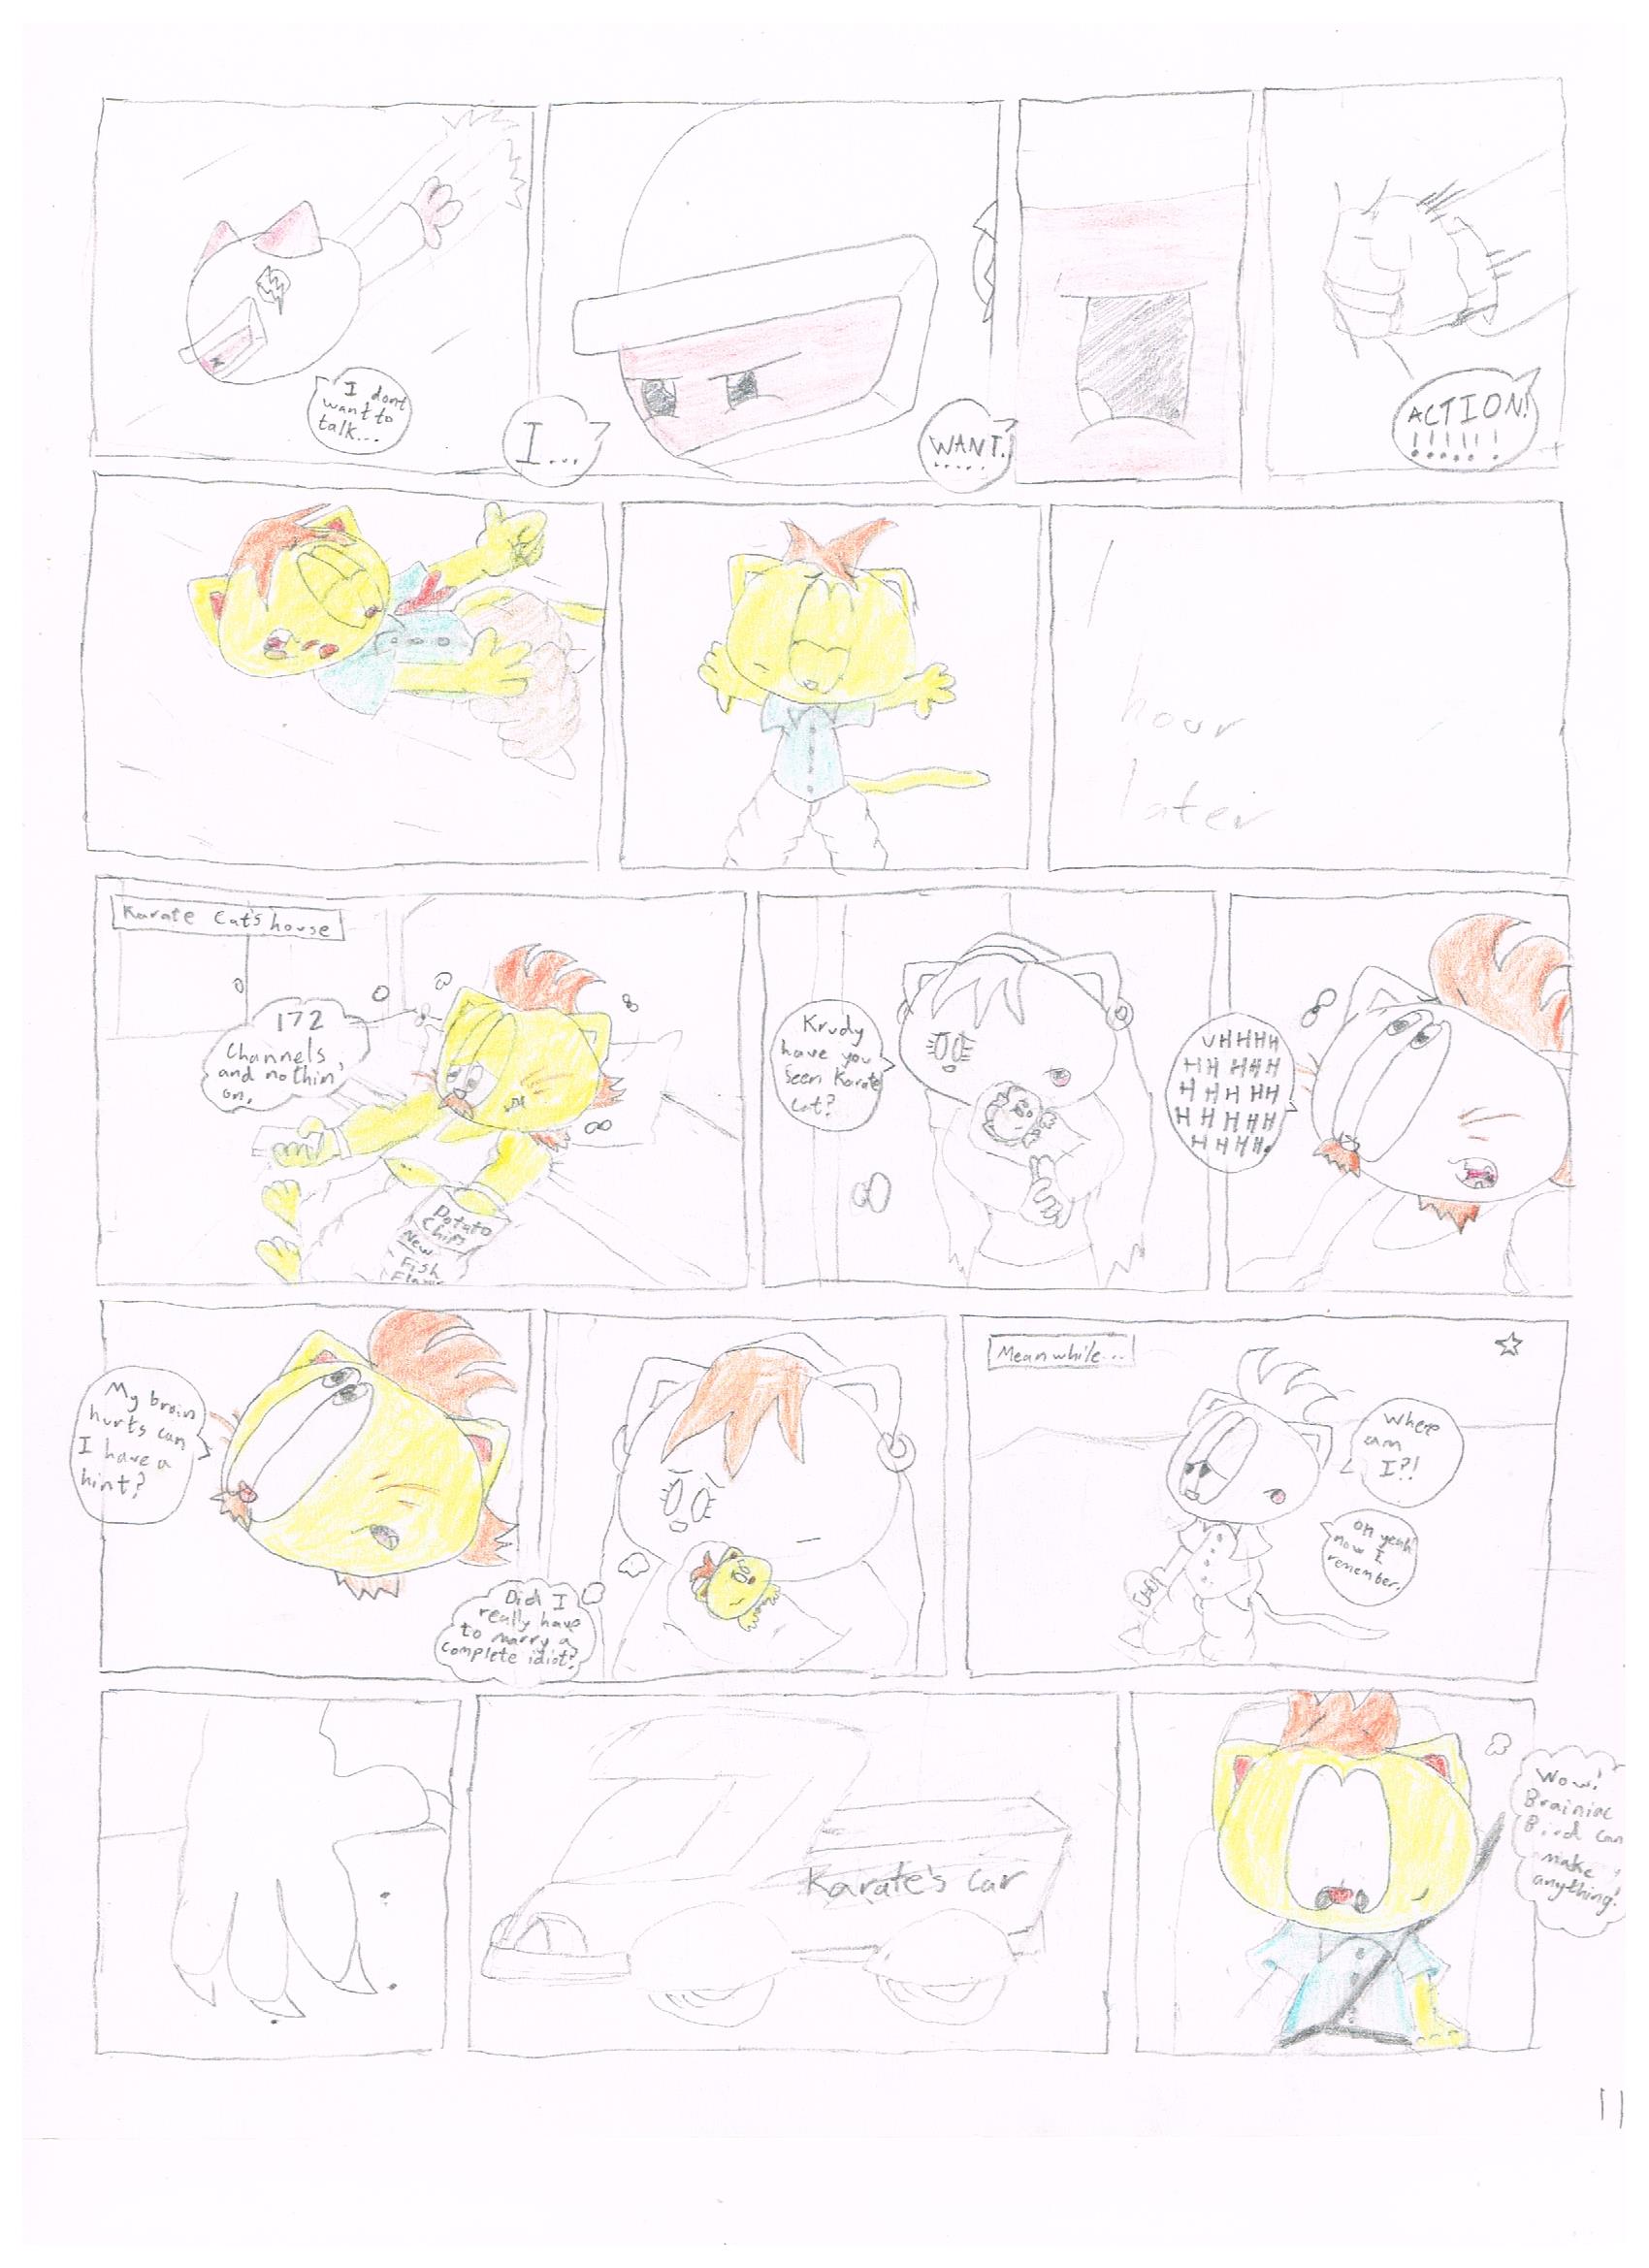 I dont
want to
talk...
I...
WANT.
......
ACTION!
!!!!!!
1
hour
later
Karate Cat's house
172
Channels,
and nothin'
on.
Potato
Chips
New
Fish
Krudy
have you
seen Karate
Cat?
UHHHH
HHHHH
HHHHH
HHHHH
HHHH.
My brain
hurts can
I have a
hint?
Did I
really have
to marry a
complete idiot?
Meanwhile...
Where
am
I?!
Oh yeah
now I
remember.
Karate's car
Wow!
Brainiac
Bird can
make
anything!
11